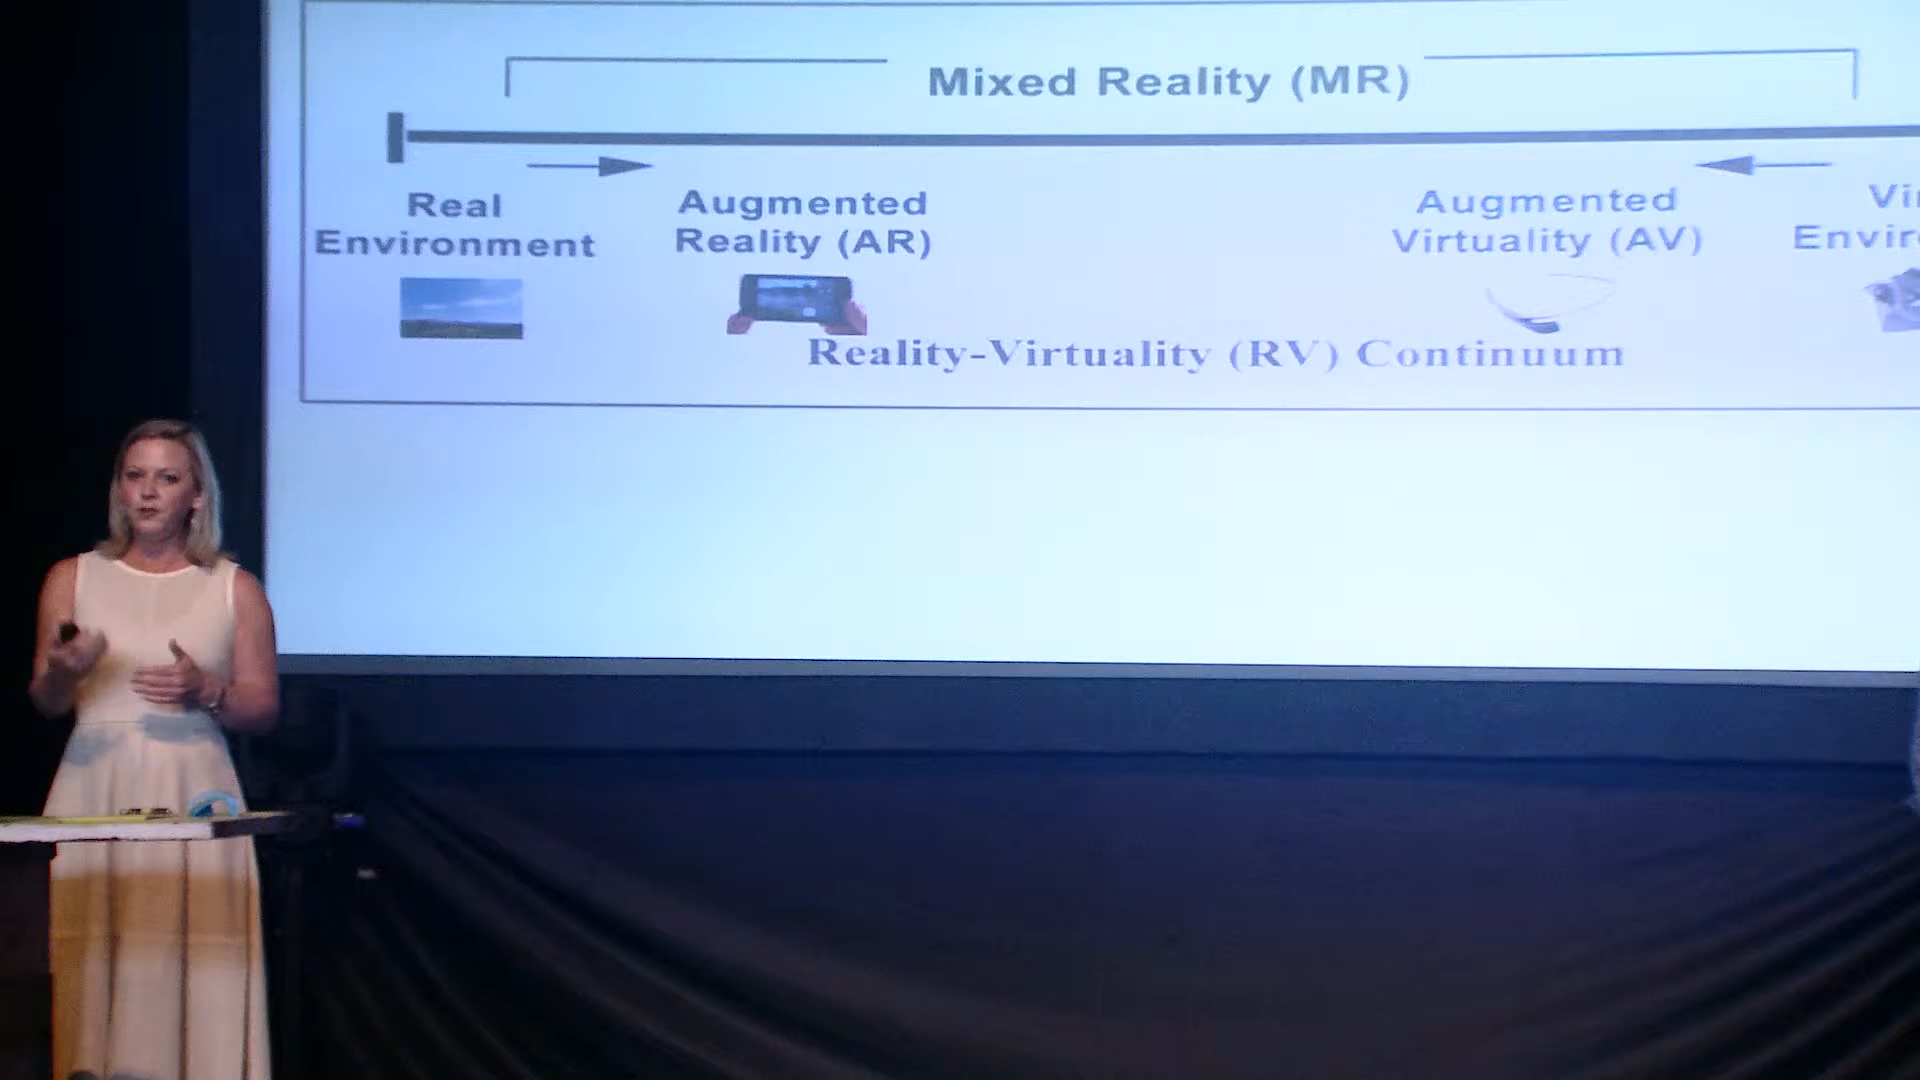 Mixed Reality (MR)
Real Environment
Augmented Reality (AR)
Augmented Virtuality (AV)
Reality-Virtuality (RV) Continuum